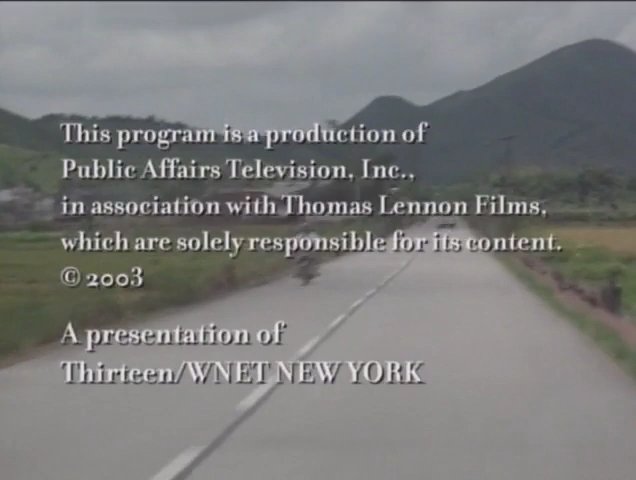 This program is a production of
Public Affairs Television, Inc.,
in association with Thomas Lennon Films,
which are solely responsible for its content.
© 2003
A presentation of
Thirteen/WNET NEW YORK